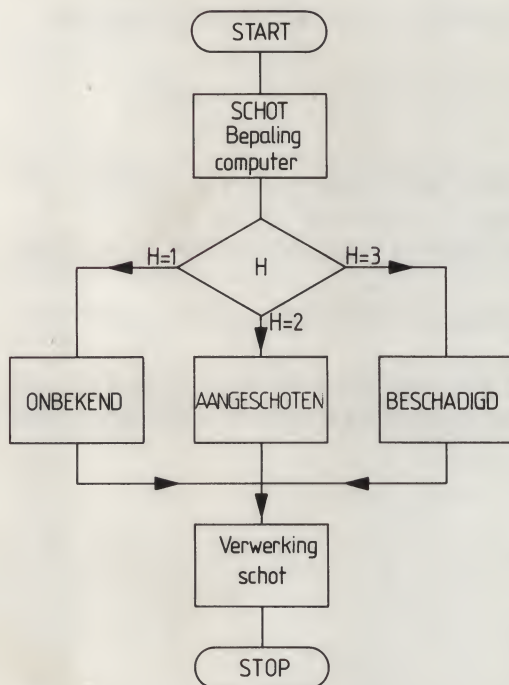 START
SCHOT
Bepaling
computer
H=1
H
H=3
H=2
ONBEKEND
AANGESCHOTEN
BESCHADIGD
Verwerking
schot
STOP